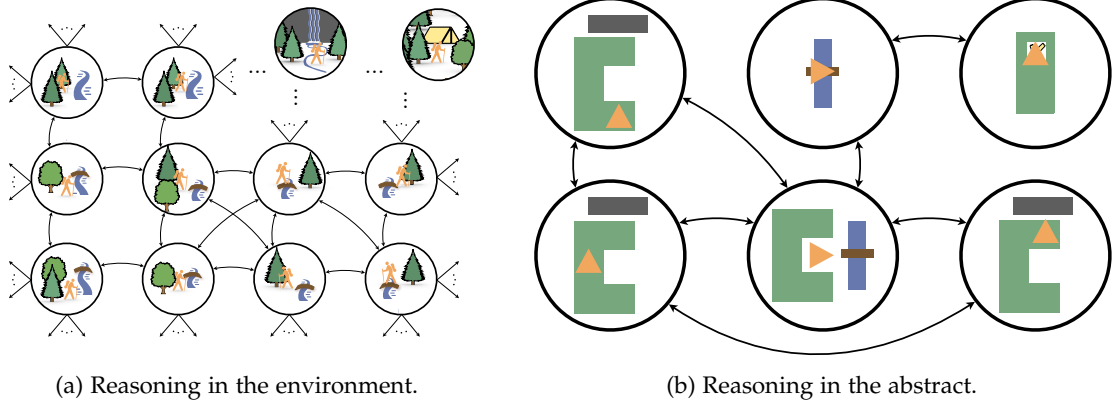 (a) Reasoning in the environment.
(b) Reasoning in the abstract.